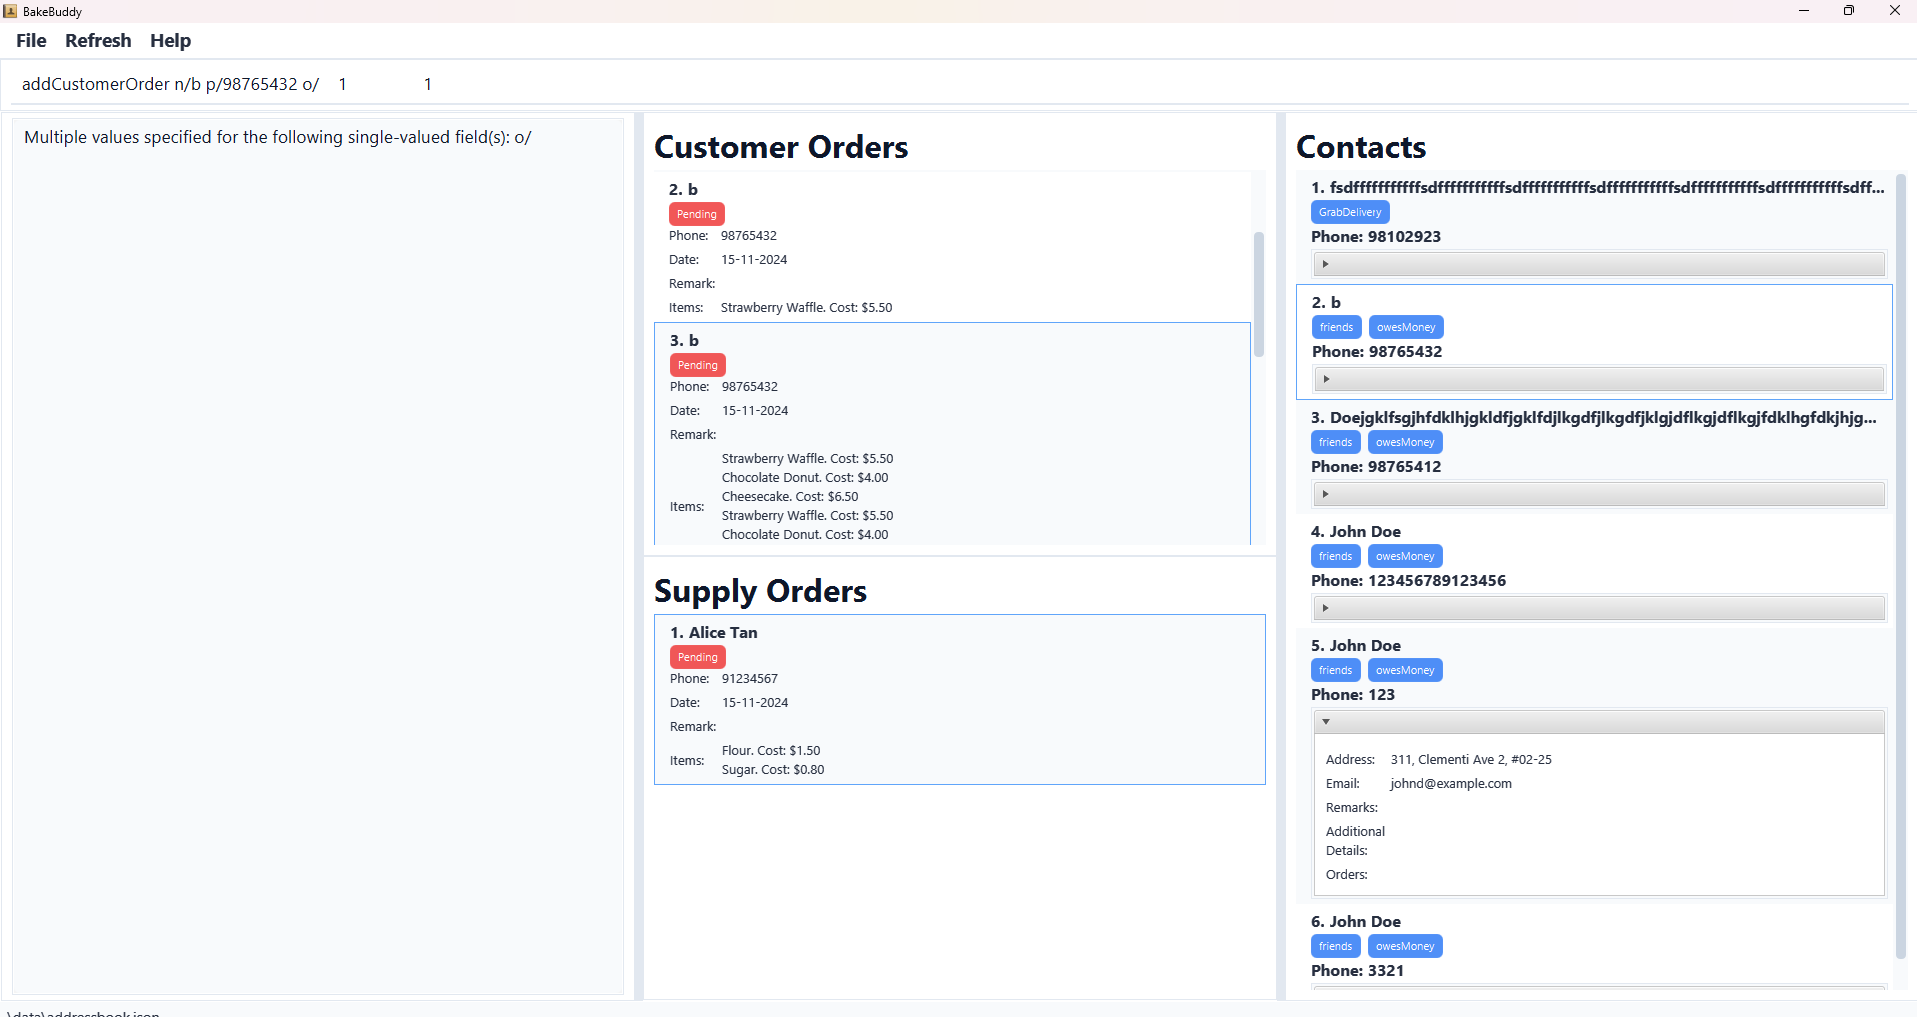 BakeBuddy
File Refresh Help
addCustomerOrder n/b p/98765432 o/ 1 1
Multiple values specified for the following single-valued field(s): o/
Customer Orders
2. b
Pending
Phone: 98765432
Date: 15-11-2024
Remark:
Items: Strawberry Waffle. Cost: $5.50
3. b
Pending
Phone: 98765432
Date: 15-11-2024
Remark:
Items:
Strawberry Waffle. Cost: $5.50
Chocolate Donut. Cost: $4.00
Cheesecake. Cost: $6.50
Strawberry Waffle. Cost: $5.50
Chocolate Donut. Cost: $4.00
Supply Orders
1. Alice Tan
Pending
Phone: 91234567
Date: 15-11-2024
Remark:
Items:
Flour. Cost: $1.50
Sugar. Cost: $0.80
Contacts
1.
GrabDelivery
Phone: 98102923
2. b
friends owesMoney
Phone: 98765432
3.
friends owesMoney
Phone: 98765412
4. John Doe
friends owesMoney
Phone: 123456789123456
5. John Doe
friends owesMoney
Phone: 123
Address: 311, Clementi Ave 2, #02-25
Email: johnd@example.com
Remarks:
Additional
Details:
Orders:
6. John Doe
friends owesMoney
Phone: 3321
\data\addressbook.json